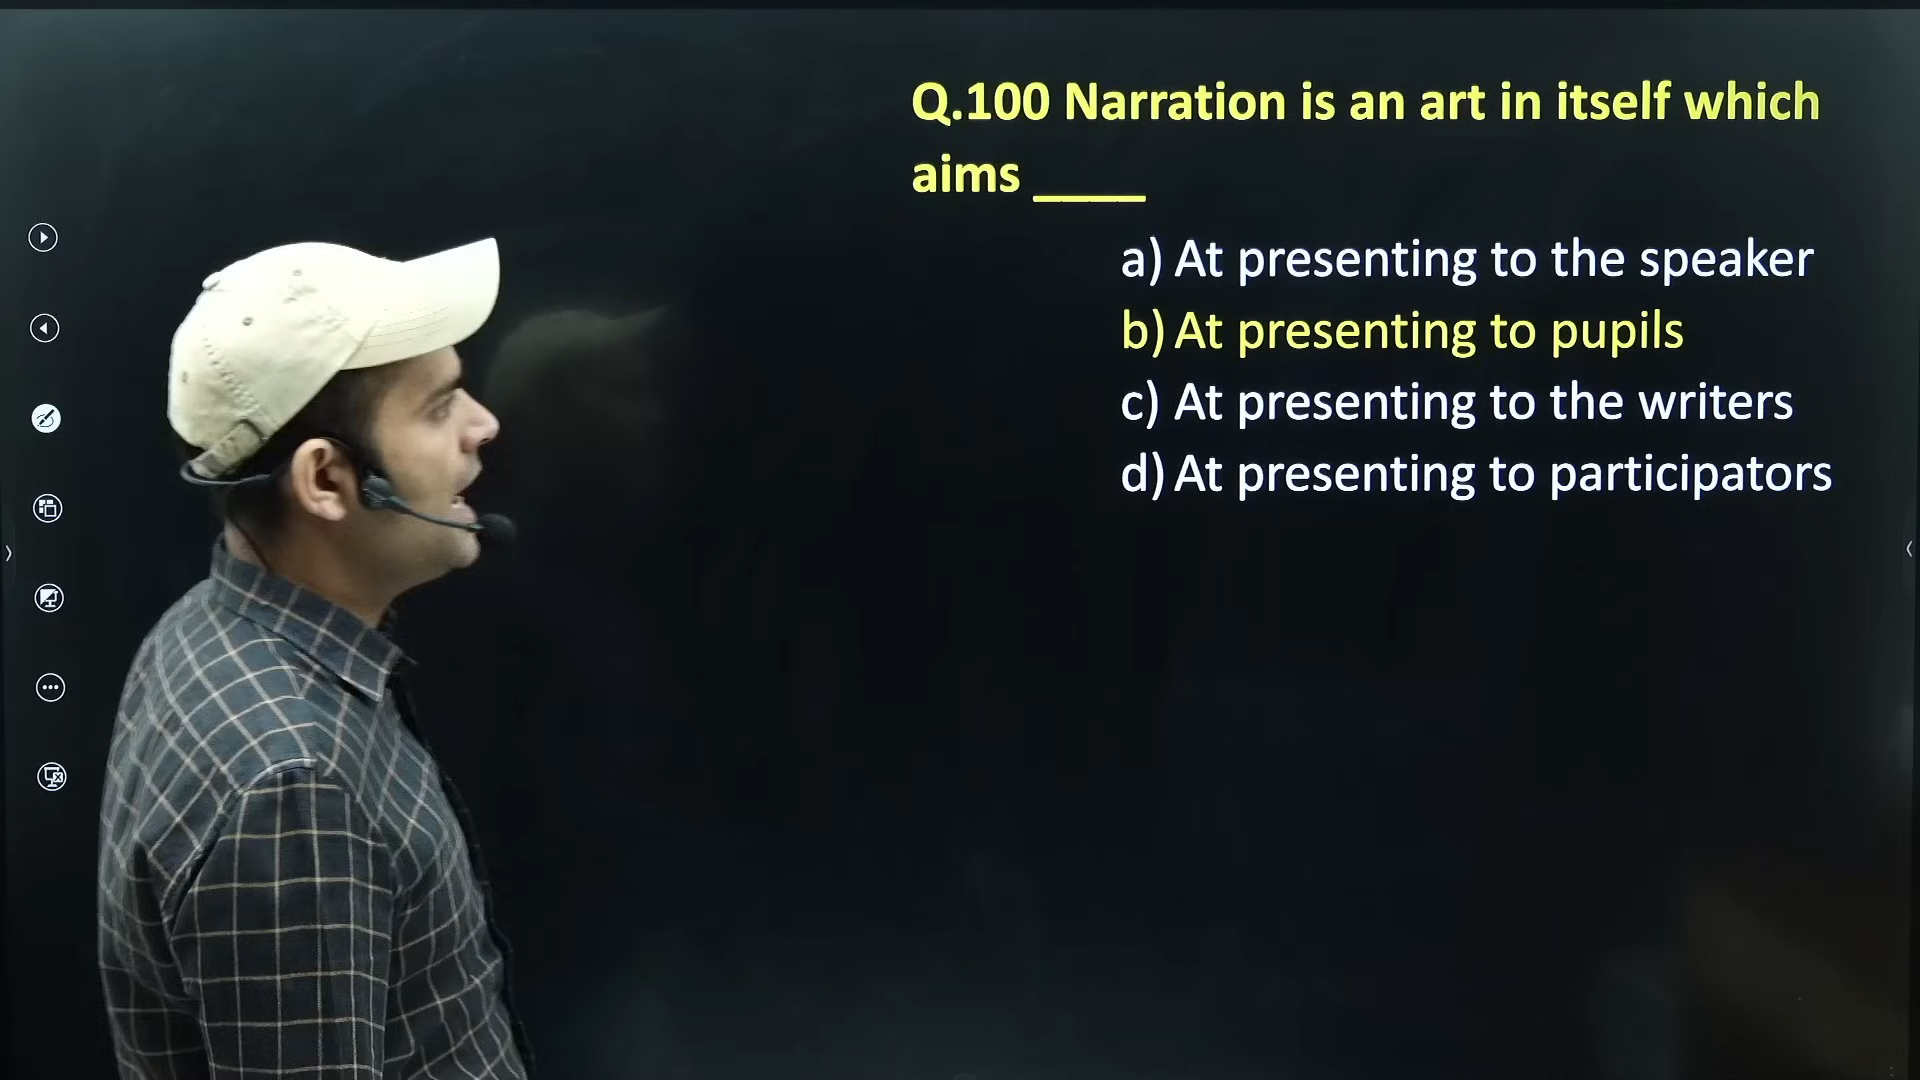 Q.100 Narration is an art in itself which
aims ____
a) At presenting to the speaker
b) At presenting to pupils
c) At presenting to the writers
d) At presenting to participators